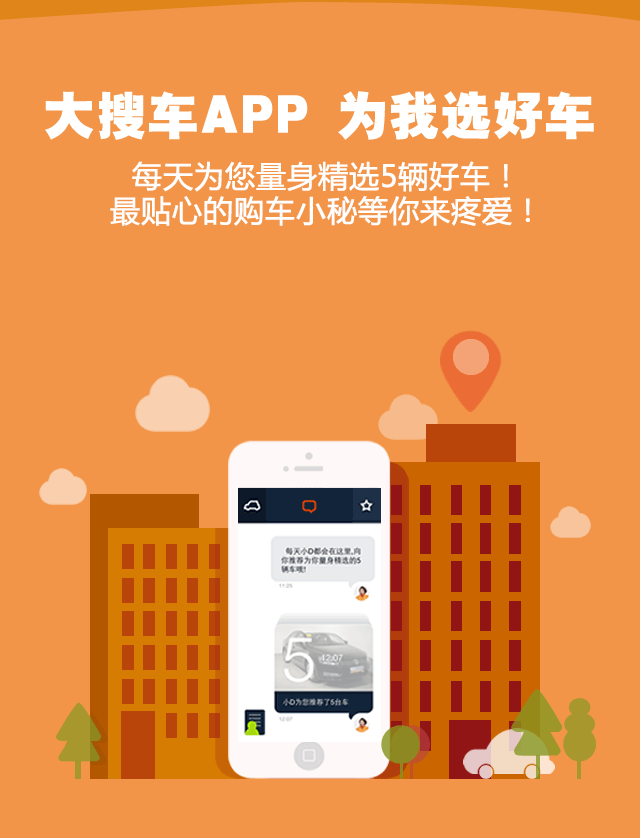 大搜车APP 为我选好车
每天为您量身精选5辆好车！
最贴心的购车小秘等你来疼爱！
每天小D都会在这里,向
你推荐为你量身精选的5
辆车哦!
11:25
5
12:07
小D为您推荐了5台车
12:07